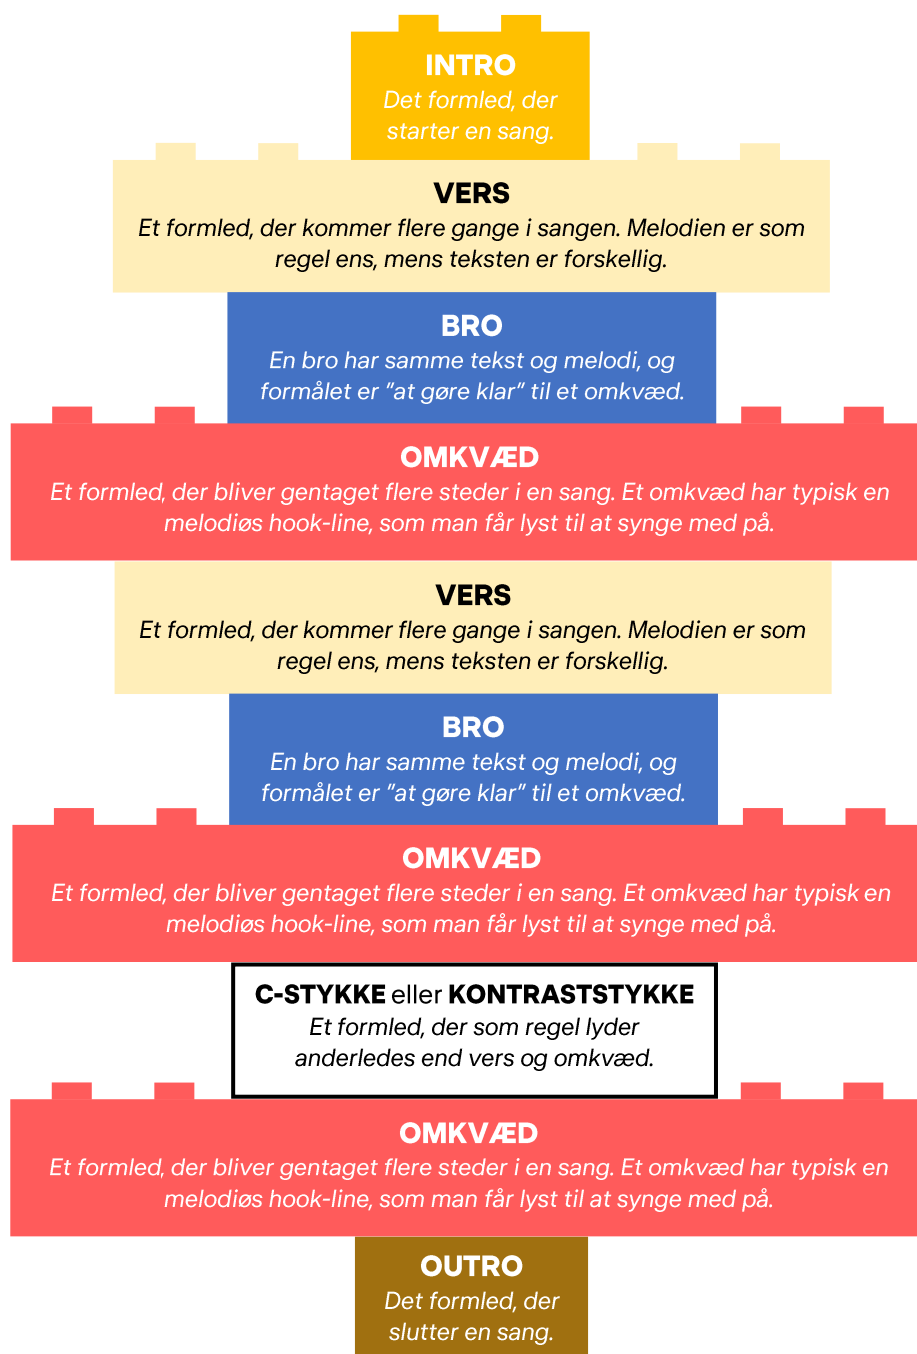 INTRO
Det formled, der
starter en sang.
VERS
Et formled, der kommer flere gange i sangen. Melodien er som
regel ens, mens teksten er forskellig.
BRO
En bro har samme tekst og melodi, og
formålet er ”at gøre klar” til et omkvæd.
OMKVÆD
Et formled, der bliver gentaget flere steder i en sang. Et omkvæd har typisk en
melodiøs hook-line, som man får lyst til at synge med på.
VERS
Et formled, der kommer flere gange i sangen. Melodien er som
regel ens, mens teksten er forskellig.
BRO
En bro har samme tekst og melodi, og
formålet er ”at gøre klar” til et omkvæd.
OMKVÆD
Et formled, der bliver gentaget flere steder i en sang. Et omkvæd har typisk en
melodiøs hook-line, som man får lyst til at synge med på.
C-STYKKE eller KONTRASTSTYKKE
Et formled, der som regel lyder
anderledes end vers og omkvæd.
OMKVÆD
Et formled, der bliver gentaget flere steder i en sang. Et omkvæd har typisk en
melodiøs hook-line, som man får lyst til at synge med på.
OUTRO
Det formled, der
slutter en sang.